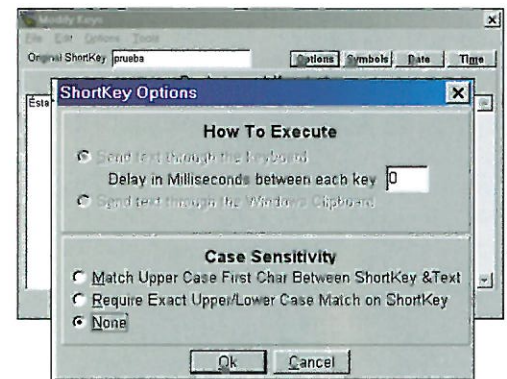 Modify Keys
File Edit Options Tools
Original ShortKey prueba Options Symbols Date Time
Ésta
ShortKey Options
How To Execute
Send text through the Keyboard
Delay in Milliseconds between each key 0
Send text through the Windows Clipboard
Case Sensitivity
Match Upper Case First Char Between ShortKey &Text
Require Exact Upper/Lower Case Match on ShortKey
None
Ok Cancel